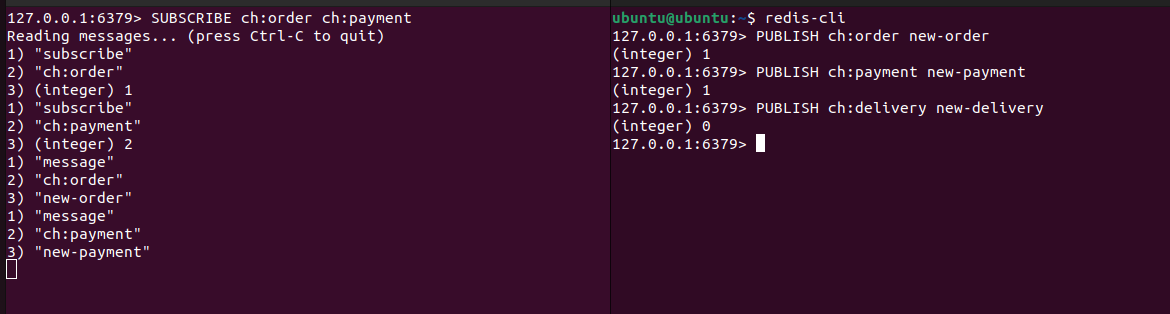 127.0.0.1:6379> SUBSCRIBE ch:order ch:payment
Reading messages... (press Ctrl-C to quit)
1) "subscribe"
2) "ch:order"
3) (integer) 1
1) "subscribe"
2) "ch:payment"
3) (integer) 2
1) "message"
2) "ch:order"
3) "new-order"
1) "message"
2) "ch:payment"
3) "new-payment"
ubuntu@ubuntu:~$ redis-cli
127.0.0.1:6379> PUBLISH ch:order new-order
(integer) 1
127.0.0.1:6379> PUBLISH ch:payment new-payment
(integer) 1
127.0.0.1:6379> PUBLISH ch:delivery new-delivery
(integer) 0
127.0.0.1:6379>